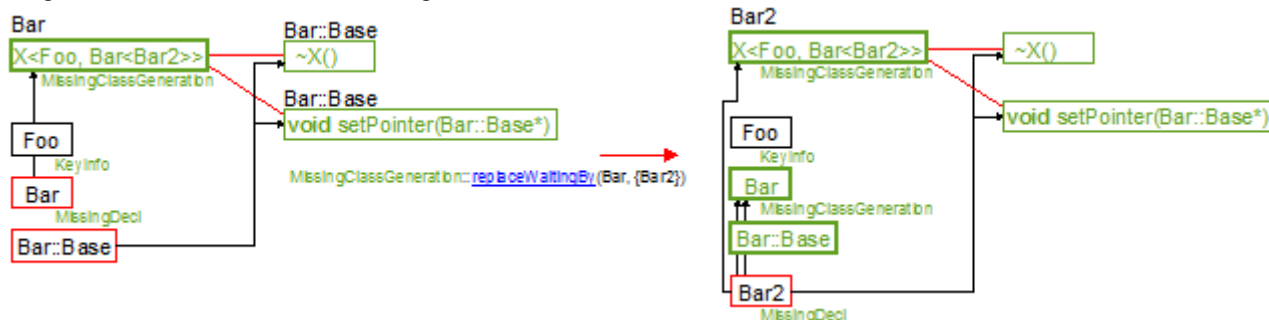 Bar
X<Foo, Bar<Bar2>>
MissingClassGeneration
Bar::Base
~X()
Bar::Base
void setPointer(Bar::Base*)
Foo
KeyInfo
Bar
MissingDecl
Bar::Base
MissingClassGeneration::replaceWaitingBy(Bar, {Bar2})
Bar2
X<Foo, Bar<Bar2>>
MissingClassGeneration
~X()
void setPointer(Bar::Base*)
Foo
KeyInfo
Bar
MissingClassGeneration
Bar::Base
Bar2
MissingDecl